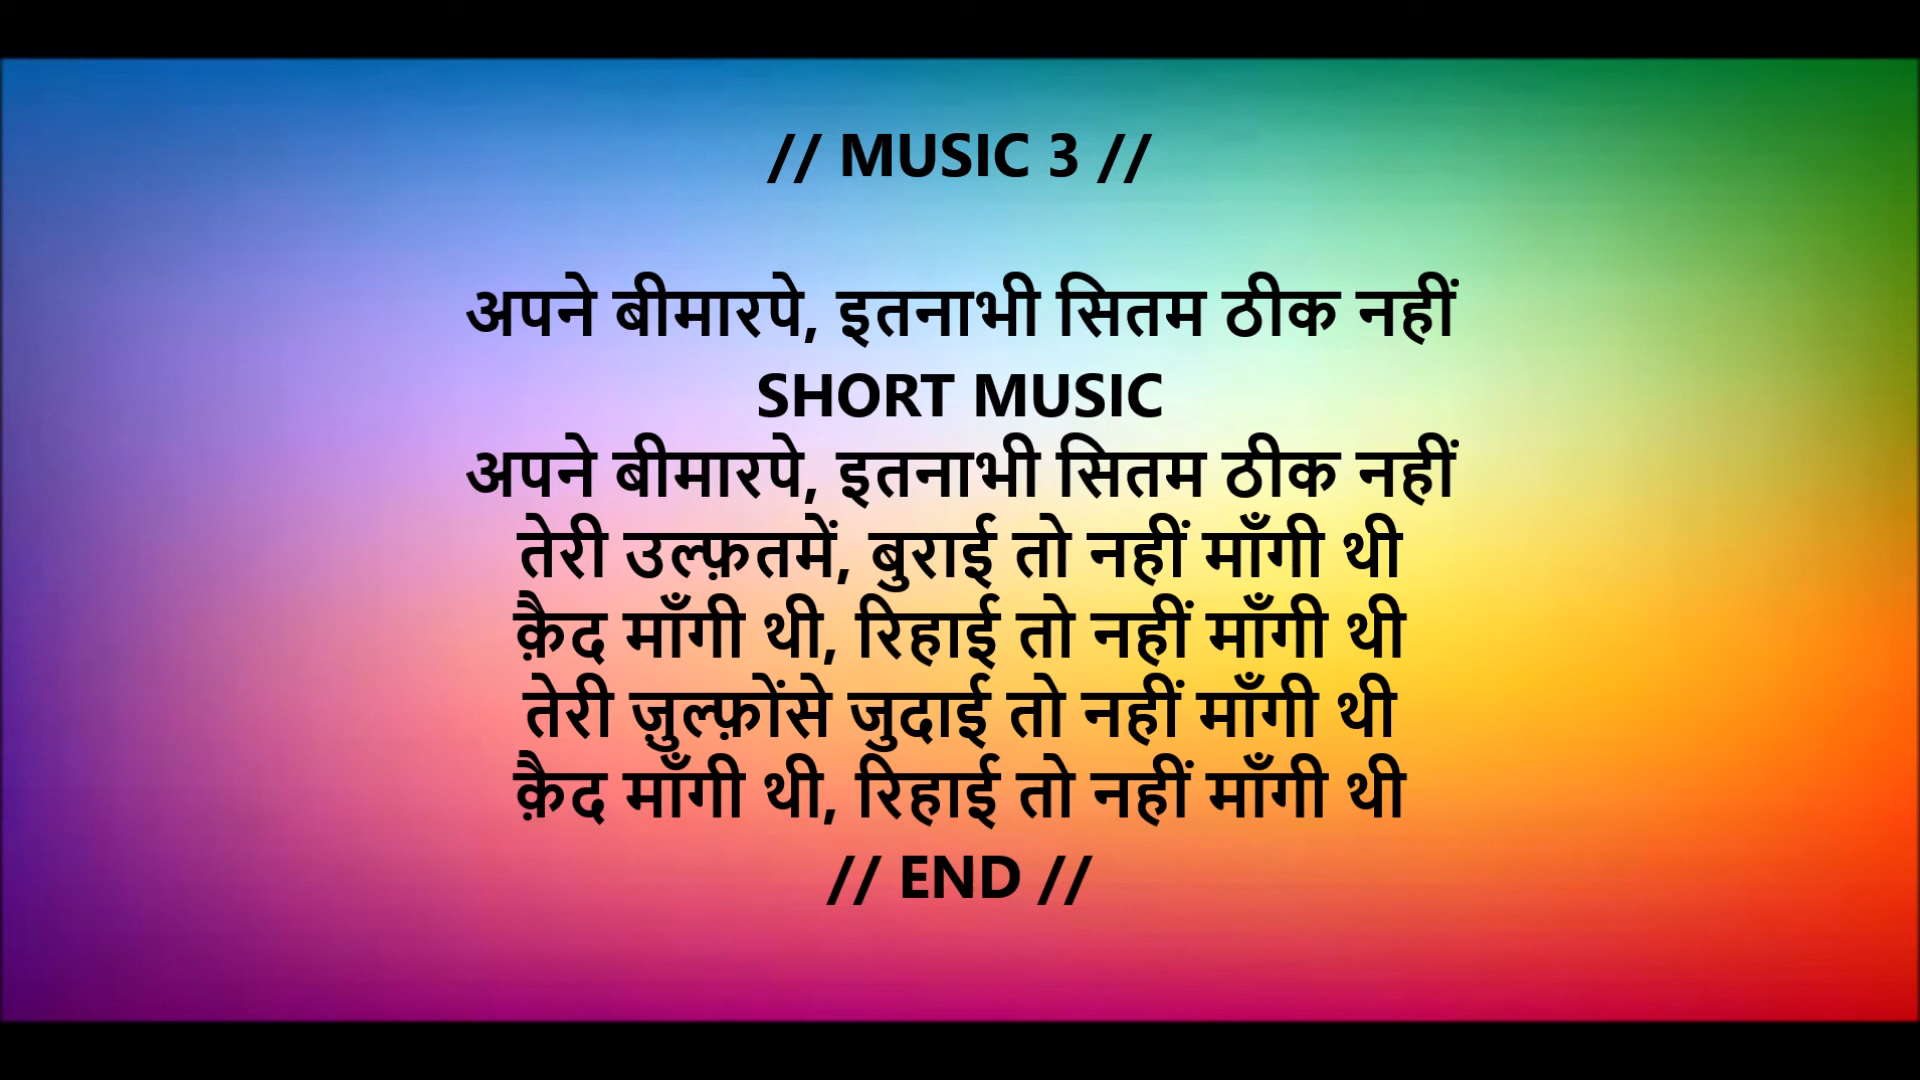 // MUSIC 3 //
अपने बीमारपे, इतनाभी सितम ठीक नहीं
SHORT MUSIC
अपने बीमारपे, इतनाभी सितम ठीक नहीं
तेरी उल्फ़तमें, बुराई तो नहीं माँगी थी
क़ैद माँगी थी, रिहाई तो नहीं माँगी थी
तेरी ज़ुल्फ़ोंसे जुदाई तो नहीं माँगी थी
क़ैद माँगी थी, रिहाई तो नहीं माँगी थी
// END //